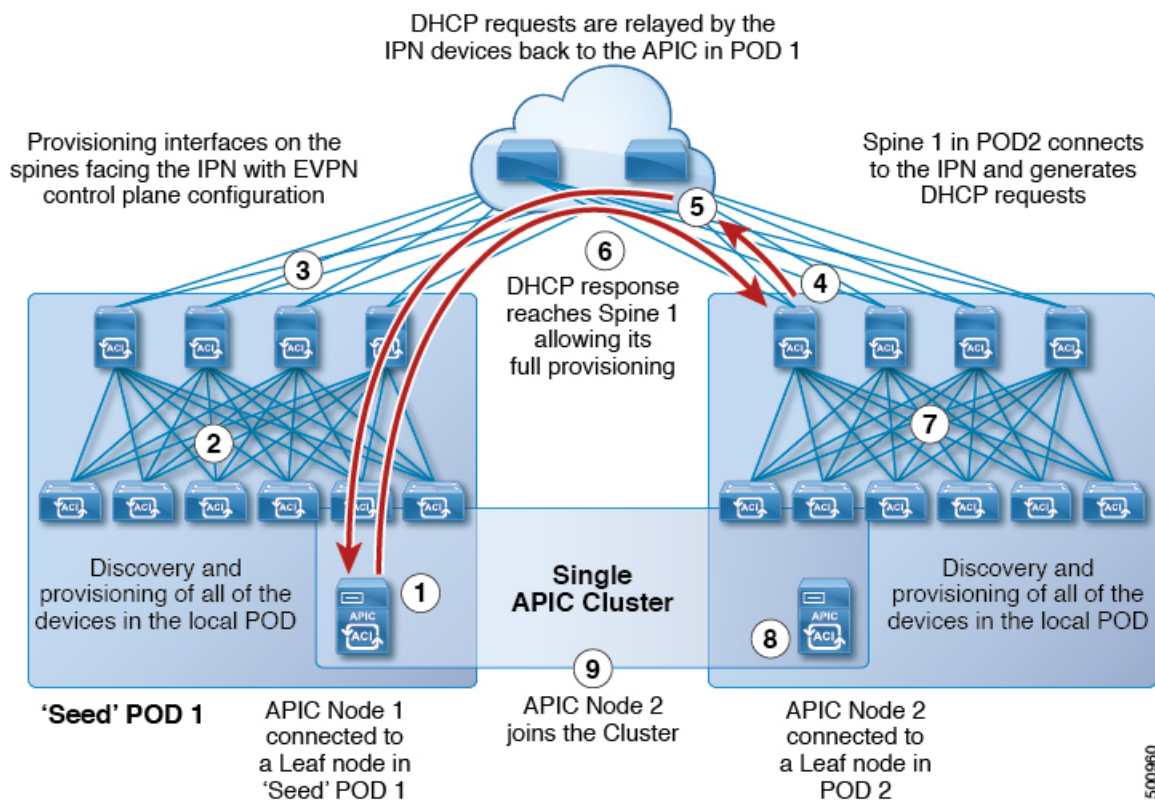 DHCP requests are relayed by the
IPN devices back to the APIC in POD 1
Provisioning interfaces on the
spines facing the IPN with EVPN
control plane configuration
Spine 1 in POD2 connects
to the IPN and generates
DHCP requests
5
3
6
4
DHCP response
reaches Spine 1
allowing its
full provisioning
ACI
ACI
ACI
ACI
ACI
ACI
ACI
ACI
2
7
ACI
ACI
ACI
ACI
ACI
ACI
ACI
ACI
ACI
ACI
ACI
ACI
Discovery and
provisioning of all of the
devices in the local POD
1
APIC
ACI
Single
APIC Cluster
8
APIC
ACI
Discovery and
provisioning of all of the
devices in the local POD
9
‘Seed’ POD 1
APIC Node 1
connected to
a Leaf node in
‘Seed’ POD 1
APIC Node 2
joins the Cluster
APIC Node 2
connected to
a Leaf node in
POD 2
500960